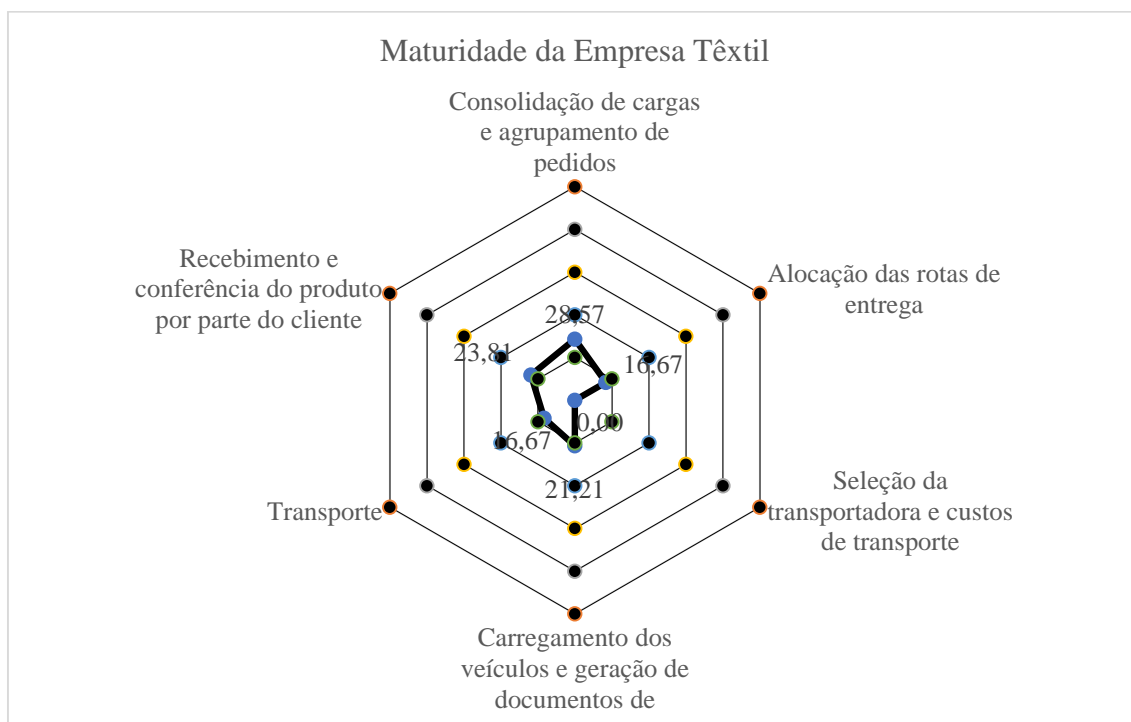 Maturidade da Empresa Têxtil
Consolidação de cargas
e agrupamento de
pedidos
Recebimento e
conferência do produto
por parte do cliente
Alocação das rotas de
entrega
28,57
23,81
16,67
0,00
16,67
21,21
Transporte
Seleção da
transportadora e custos
de transporte
Carregamento dos
veículos e geração de
documentos de